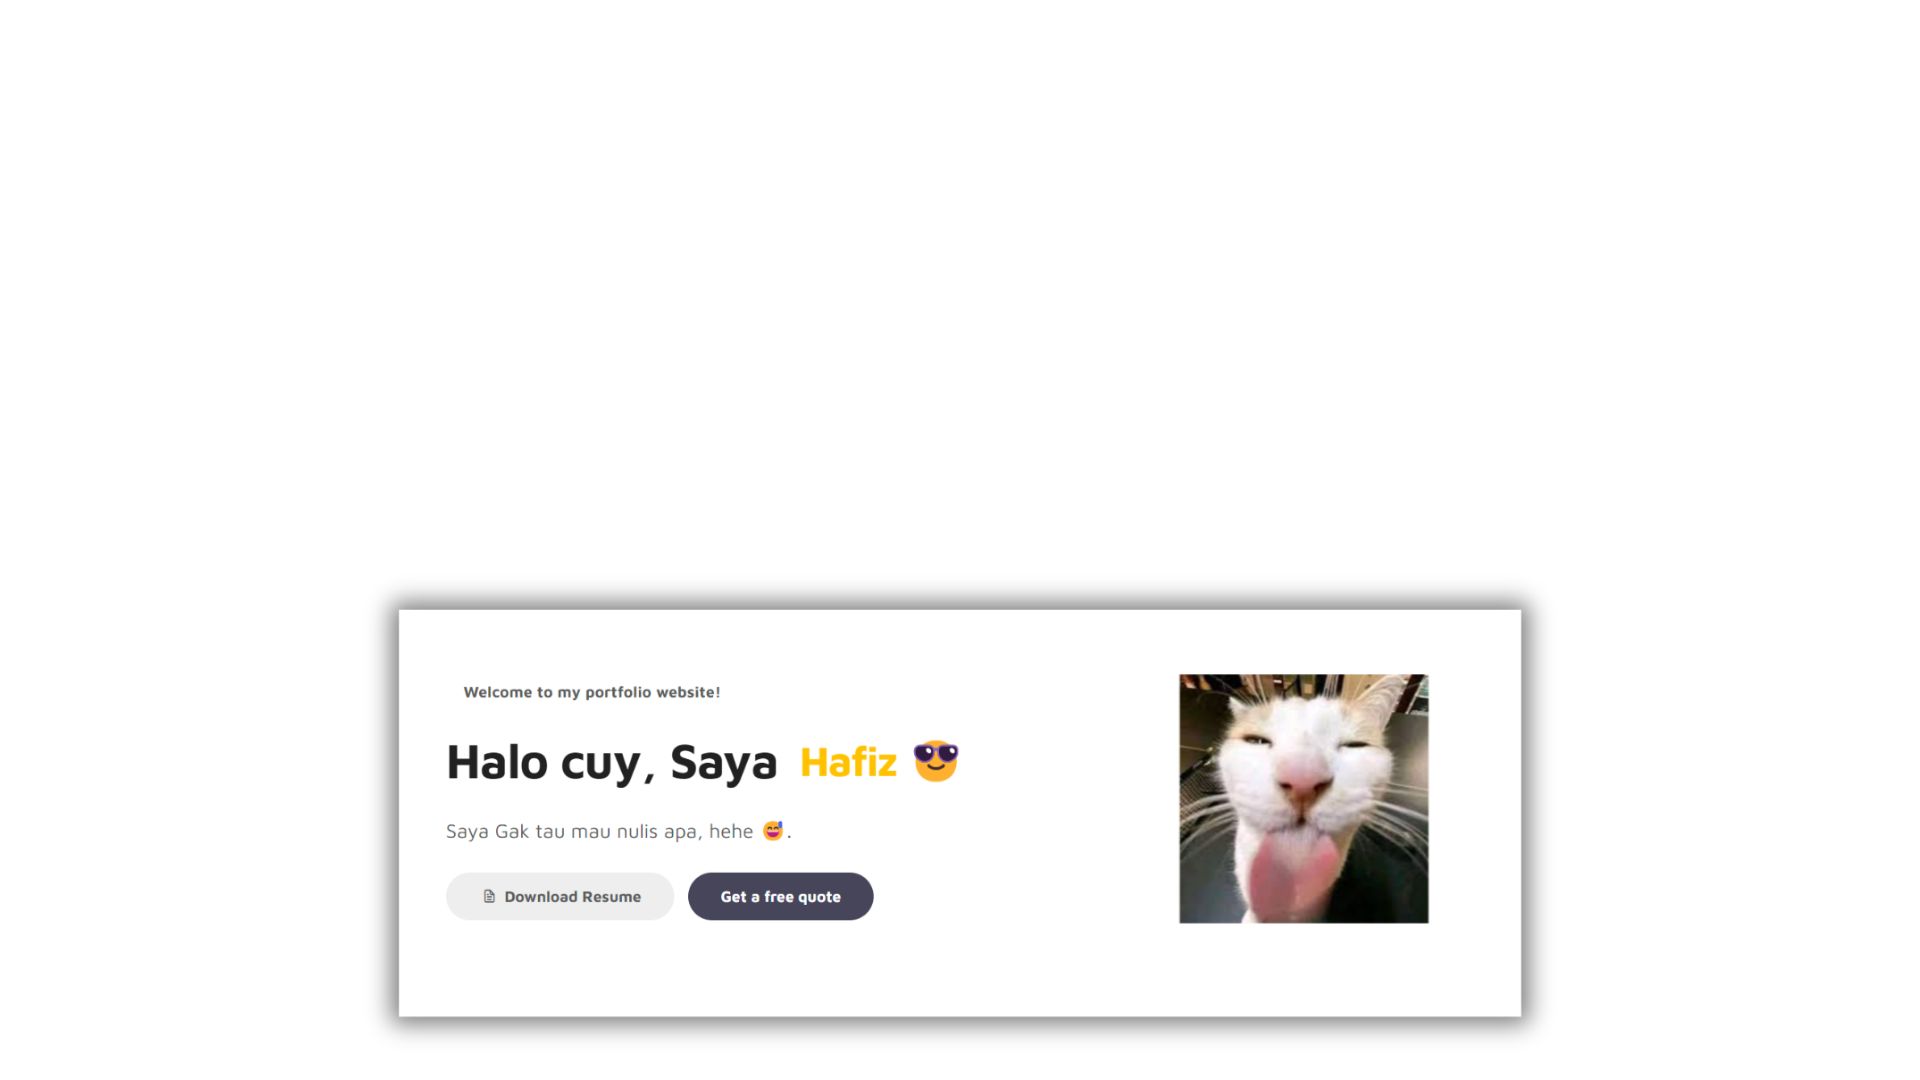 Welcome to my portfolio website!
Halo cuy, Saya Hafiz 😎
Saya Gak tau mau nulis apa, hehe 😅.
Download Resume
Get a free quote